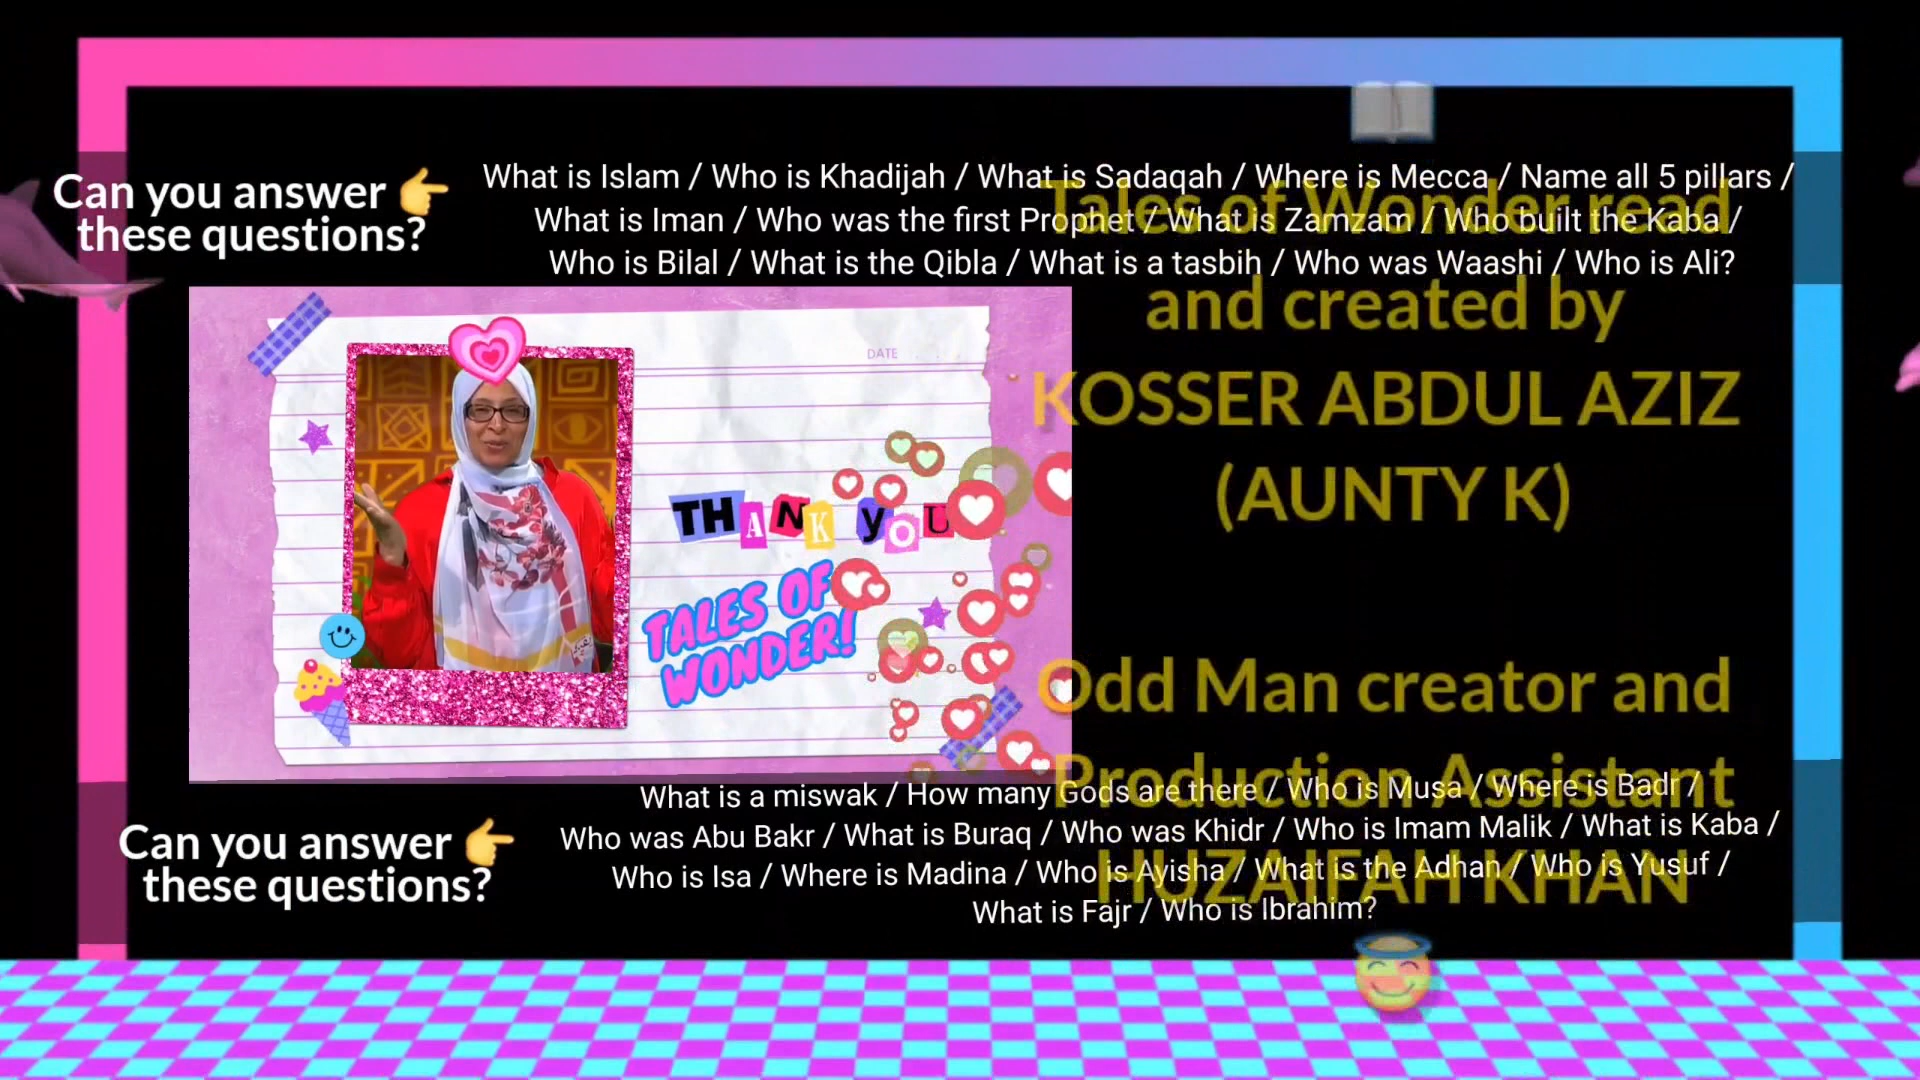 Can you answer 👉
these questions?
What is Islam / Who is Khadijah / What is Sadaqah / Where is Mecca / Name all 5 pillars /
What is Iman / Who was the first Prophet / What is Zamzam / Who built the Kaba /
Who is Bilal / What is the Qibla / What is a tasbih / Who was Waashi / Who is Ali?
Tales of Wonder read
and created by
KOSSER ABDUL AZIZ
(AUNTY K)
DATE
THANK YOU
TALES OF
WONDER!
Odd Man creator and
Production Assistant
HUZAIFAH KHAN
Can you answer 👉
these questions?
What is a miswak / How many Gods are there / Who is Musa / Where is Badr /
Who was Abu Bakr / What is Buraq / Who was Khidr / Who is Imam Malik / What is Kaba /
Who is Isa / Where is Madina / Who is Ayisha / What is the Adhan / Who is Yusuf /
What is Fajr / Who is Ibrahim?